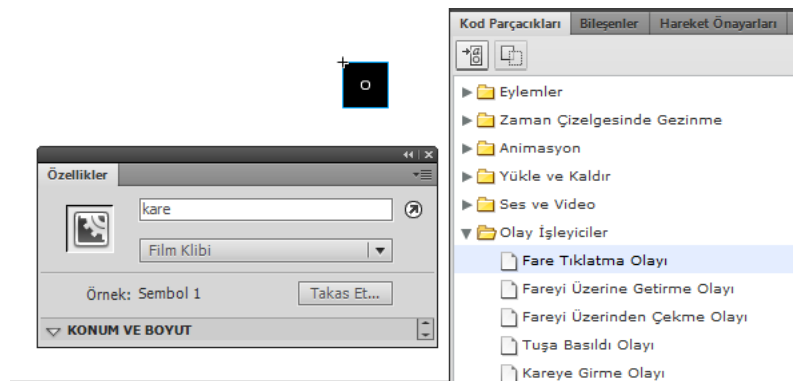 Kod Parçacıkları Bileşenler Hareket Önayarları
Eylemler
Zaman Çizelgesinde Gezinme
Animasyon
Yükle ve Kaldır
Ses ve Video
Olay İşleyiciler
Fare Tıklatma Olayı
Fareyi Üzerine Getirme Olayı
Fareyi Üzerinden Çekme Olayı
Tuşa Basıldı Olayı
Kareye Girme Olayı
Özellikler
kare
Film Klibi
Örnek: Sembol 1 Takas Et...
KONUM VE BOYUT